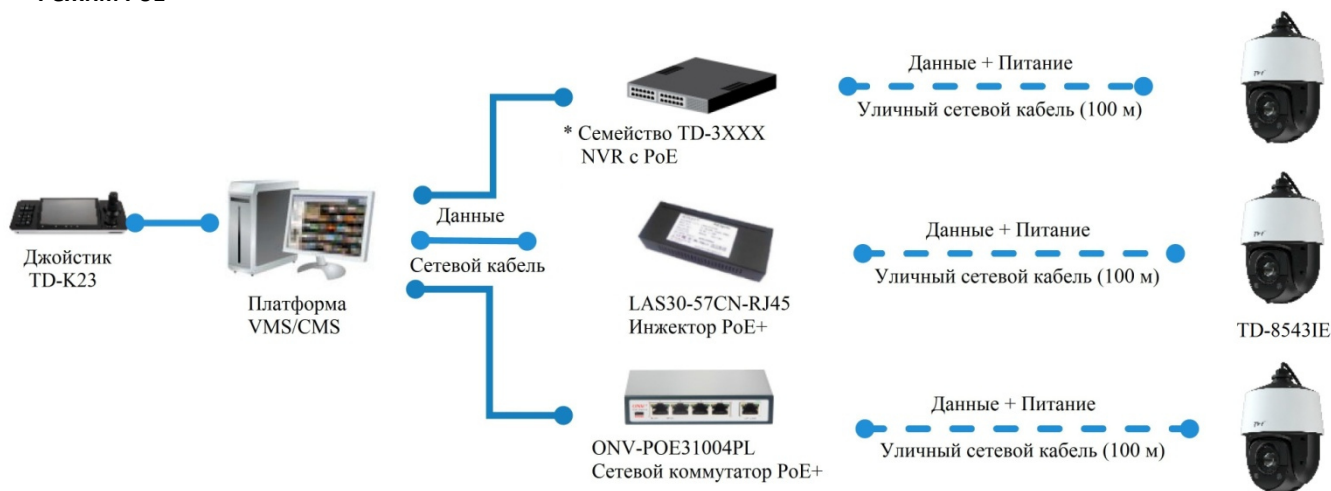 Данные + Питание
Уличный сетевой кабель (100 м)
* Семейство TD-3XXX
NVR с PoE
Данные
Сетевой кабель
Джойстик
TD-K23
Платформа
VMS/CMS
Данные + Питание
Уличный сетевой кабель (100 м)
LAS30-57CN-RJ45
Инжектор PoE+
TD-8543IE
Данные + Питание
Уличный сетевой кабель (100 м)
ONV-POE31004PL
Сетевой коммутатор PoE+